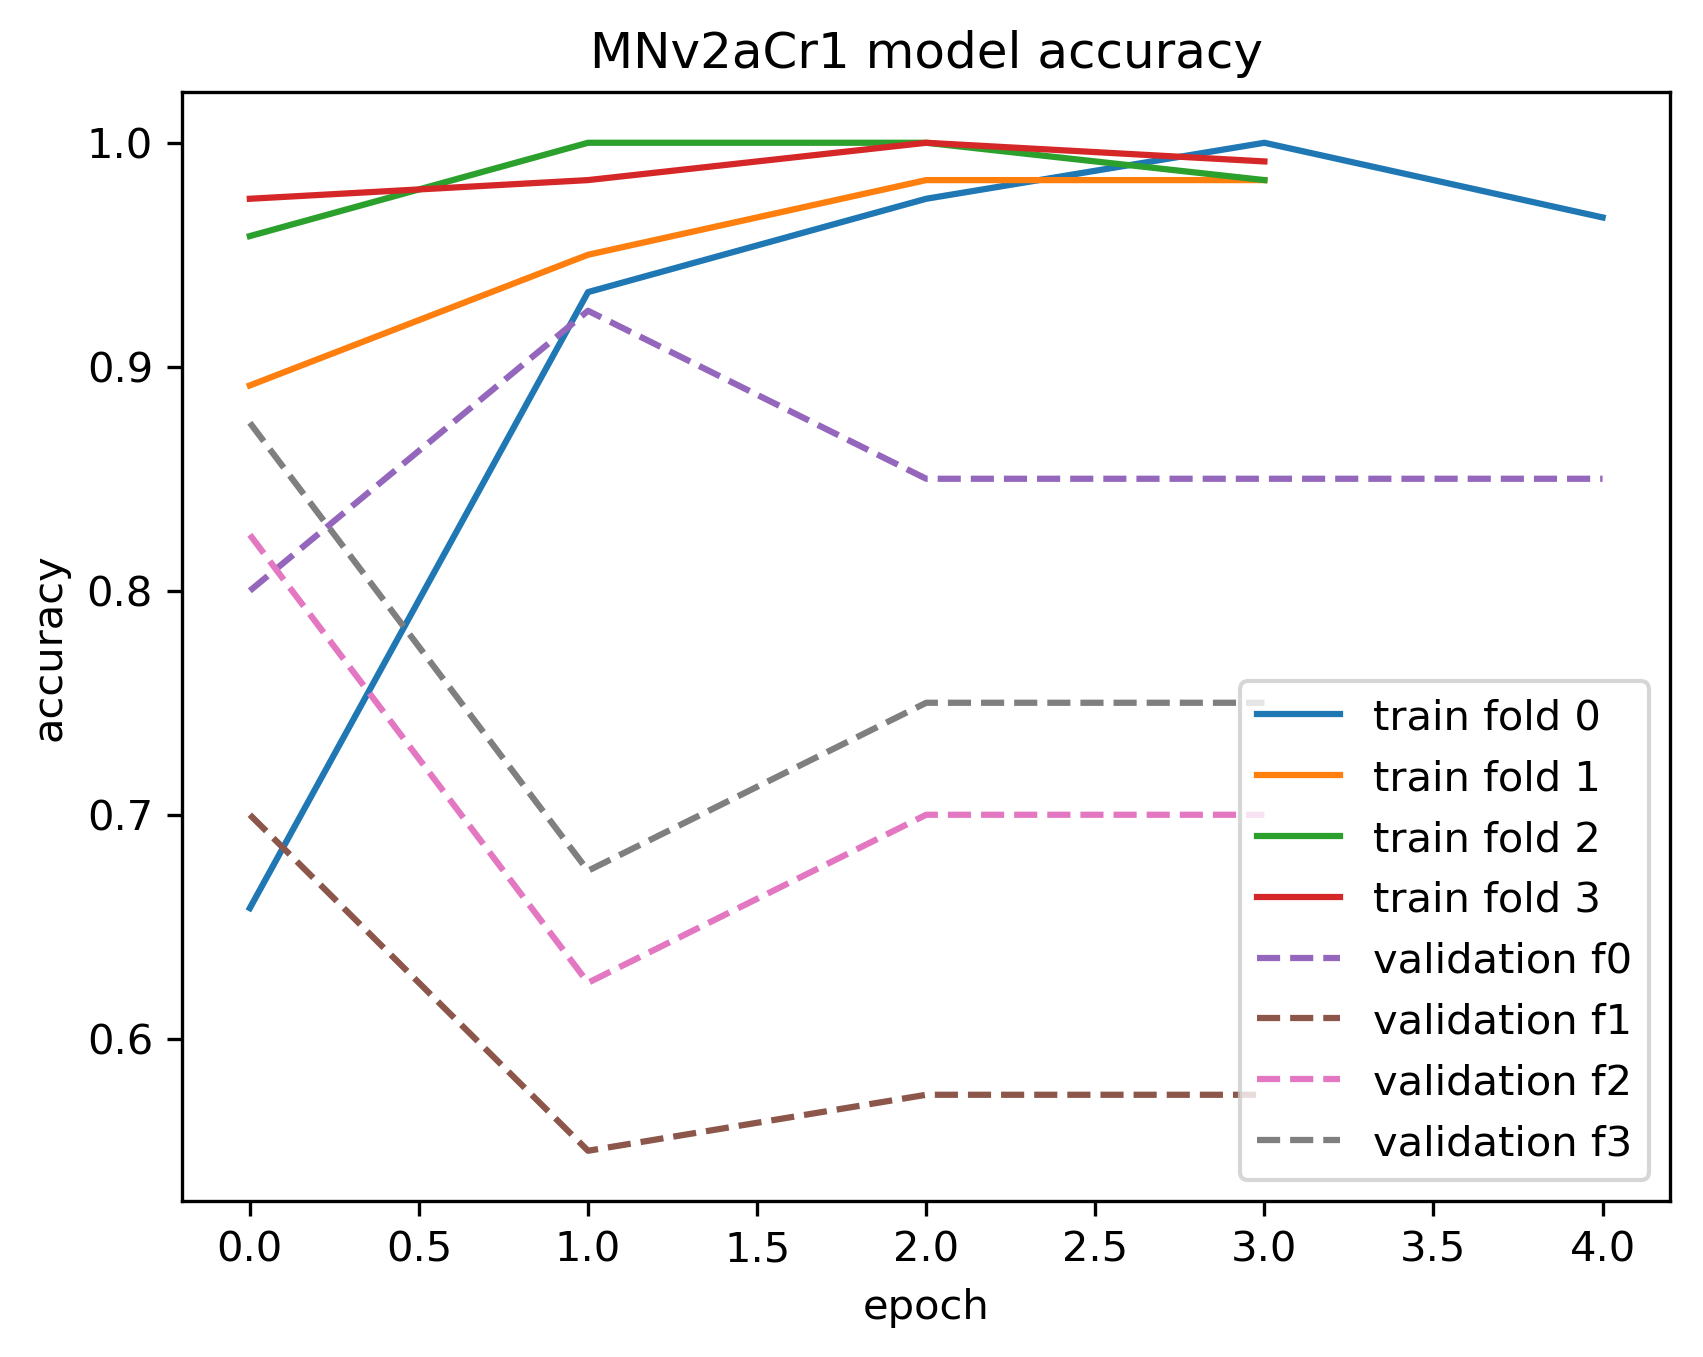 MNv2aCr1 model accuracy
1.0
0.9
0.8
0.7
0.6
accuracy
train fold 0
train fold 1
train fold 2
train fold 3
validation f0
validation f1
validation f2
validation f3
0.0 0.5 1.0 1.5 2.0 2.5 3.0 3.5 4.0
epoch